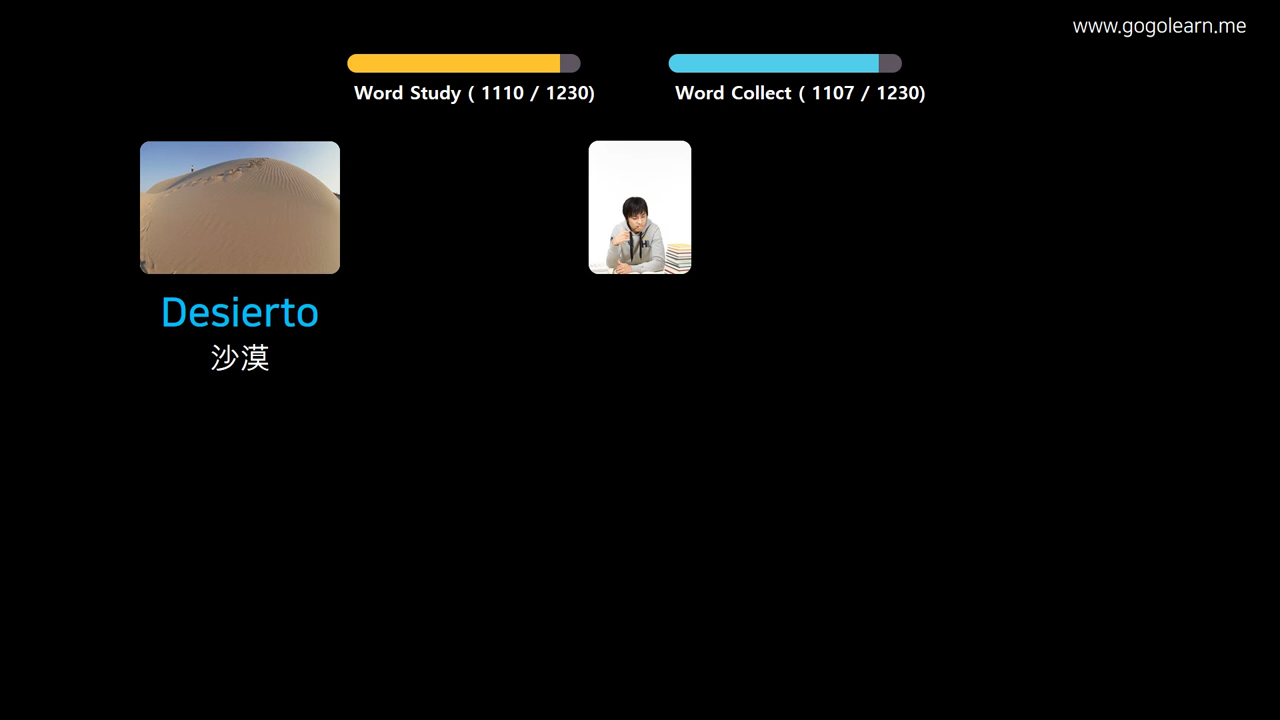 www.gogolearn.me
Word Study ( 1110 / 1230)
Word Collect ( 1107 / 1230)
Desierto
沙漠